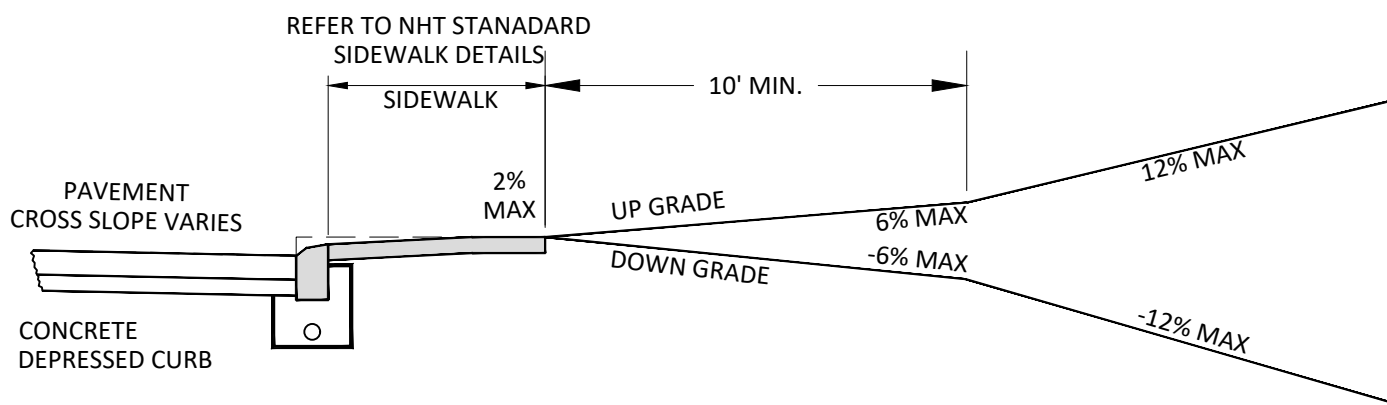 REFER TO NHT STANADARD
SIDEWALK DETAILS
SIDEWALK
10' MIN.
12% MAX
PAVEMENT
CROSS SLOPE VARIES
2%
MAX
UP GRADE
6% MAX
DOWN GRADE
-6% MAX
-12% MAX
CONCRETE
DEPRESSED CURB